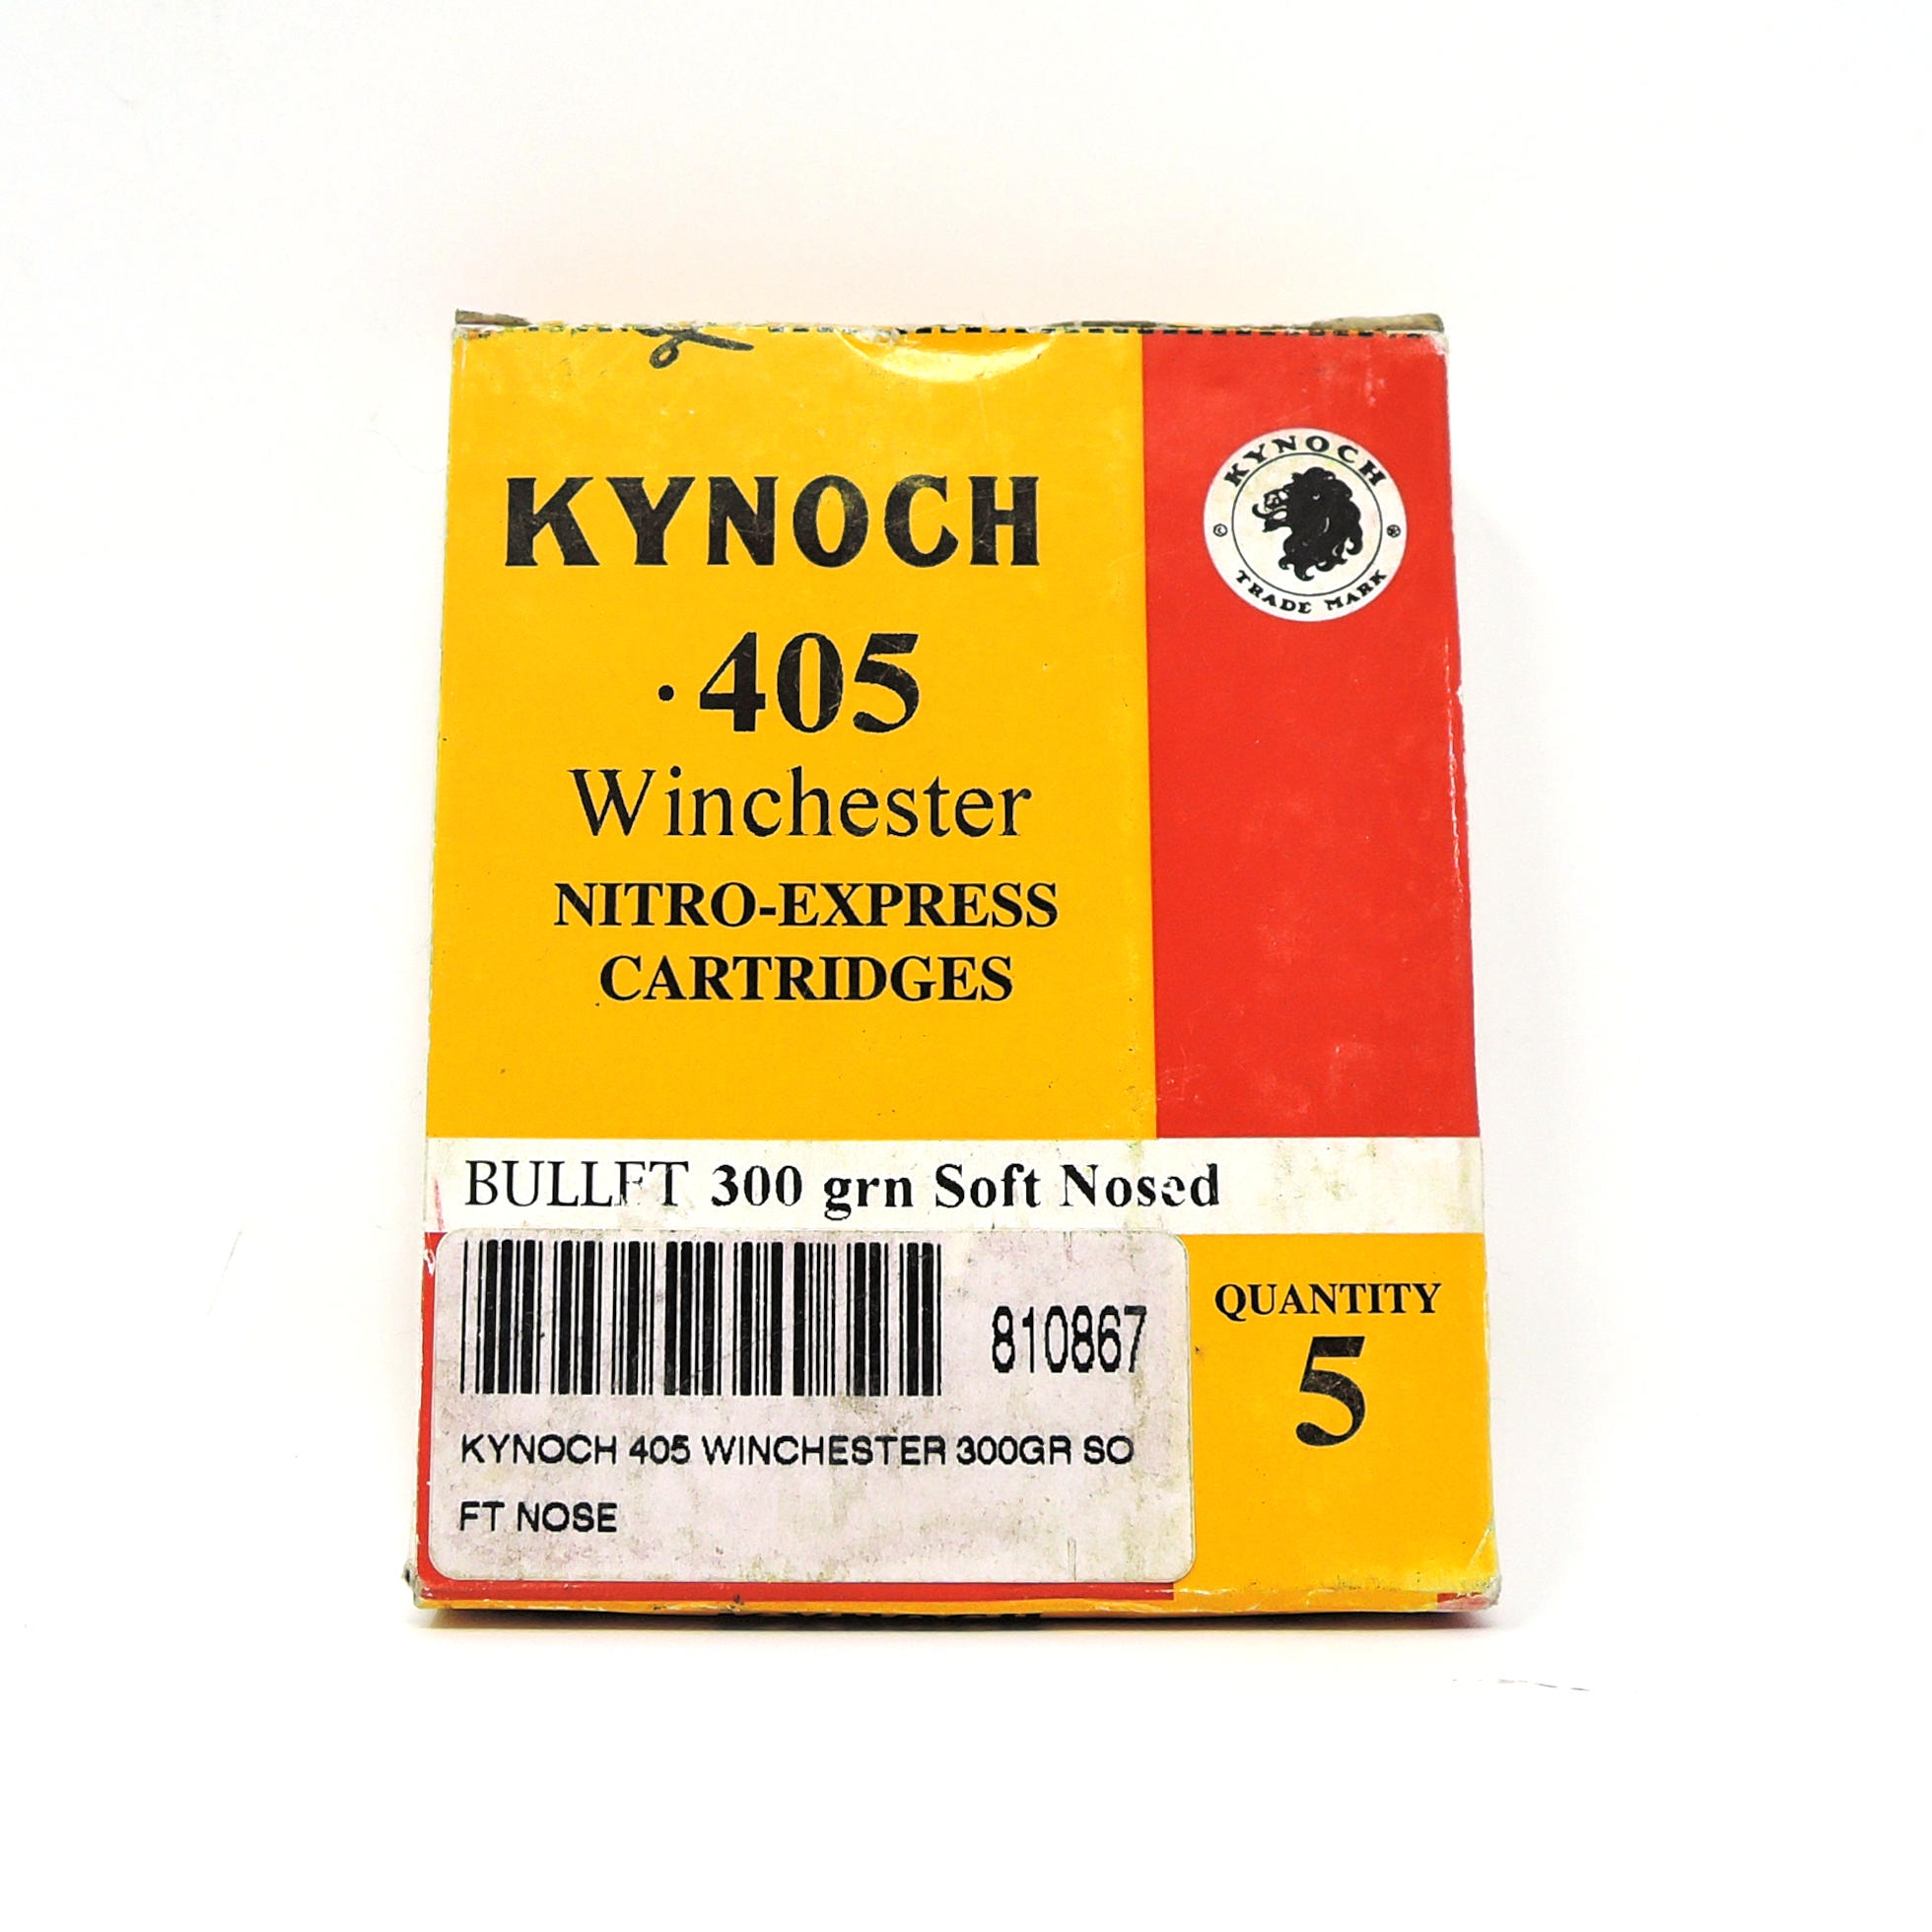 KYNOCH
KYNOCH
TRADE MARK
.405
Winchester
NITRO-EXPRESS
CARTRIDGES
BULLET 300 grn Soft Nosed
810867
KYNOCH 405 WINCHESTER 300GR SO
FT NOSE
QUANTITY
5